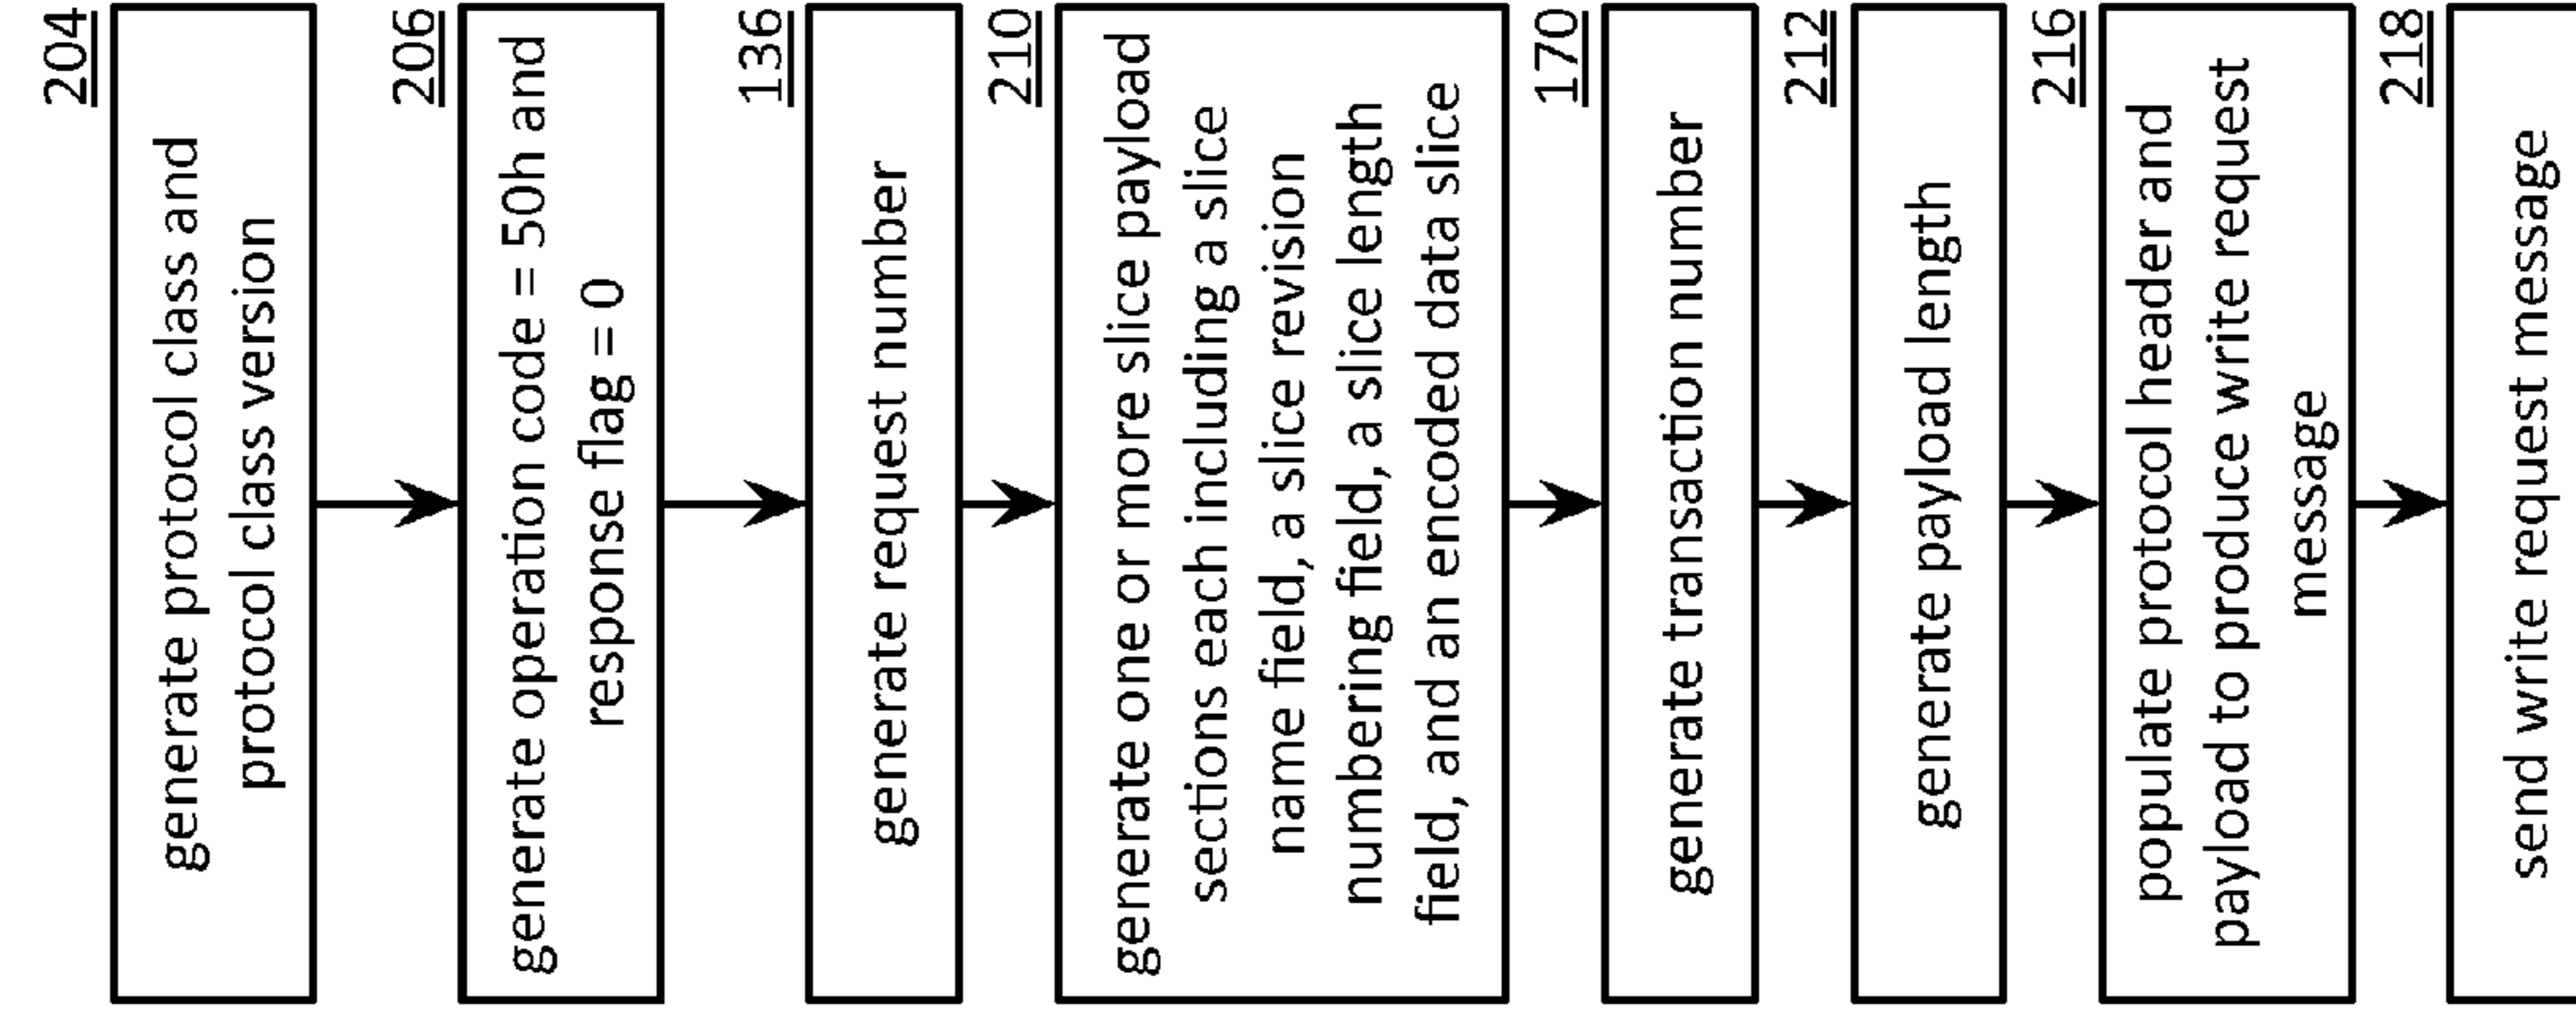 204
generate protocol class and
protocol class version
206
generate operation code = 50h and
response flag = 0
136
generate request number
210
generate one or more slice payload
sections each including a slice
name field, a slice revision
numbering field, a slice length
field, and an encoded data slice
170
generate transaction number
212
generate payload length
216
populate protocol header and
payload to produce write request
message
218
send write request message